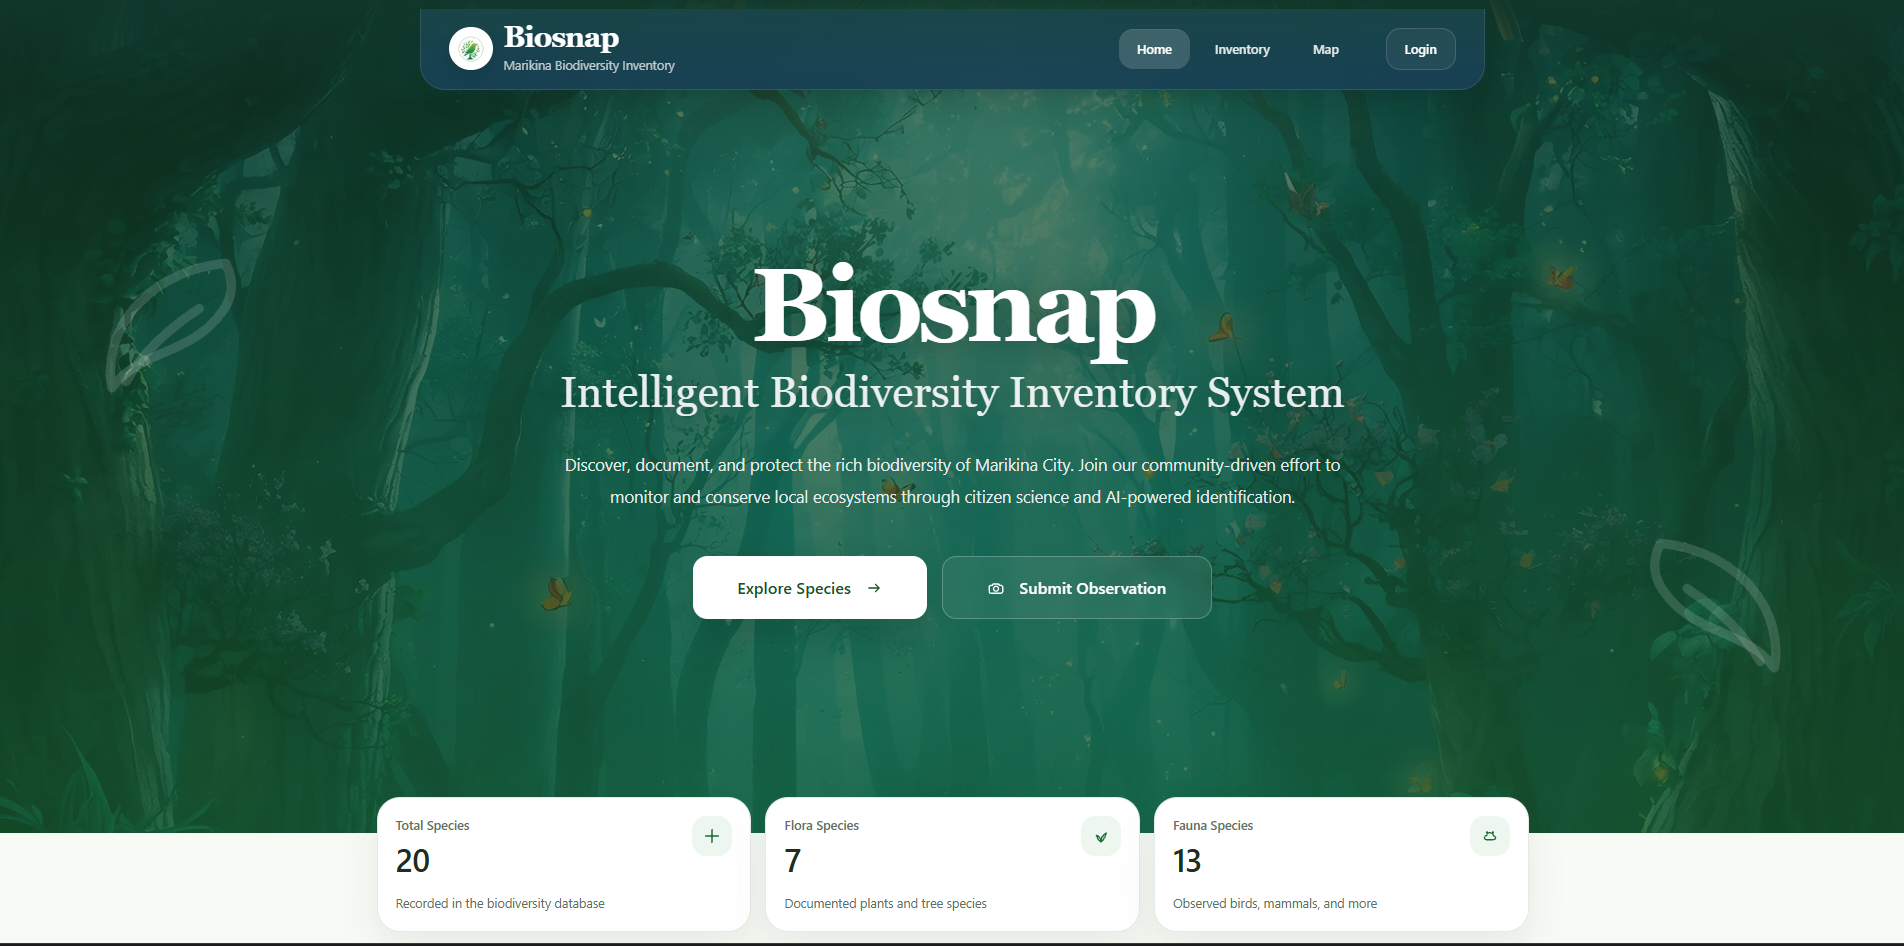 Biosnap
Marikina Biodiversity Inventory
Home
Inventory
Map
Login
Biosnap
Intelligent Biodiversity Inventory System
Discover, document, and protect the rich biodiversity of Marikina City. Join our community-driven effort to
monitor and conserve local ecosystems through citizen science and AI-powered identification.
Explore Species
Submit Observation
Total Species
20
Recorded in the biodiversity database
Flora Species
7
Documented plants and tree species
Fauna Species
13
Observed birds, mammals, and more